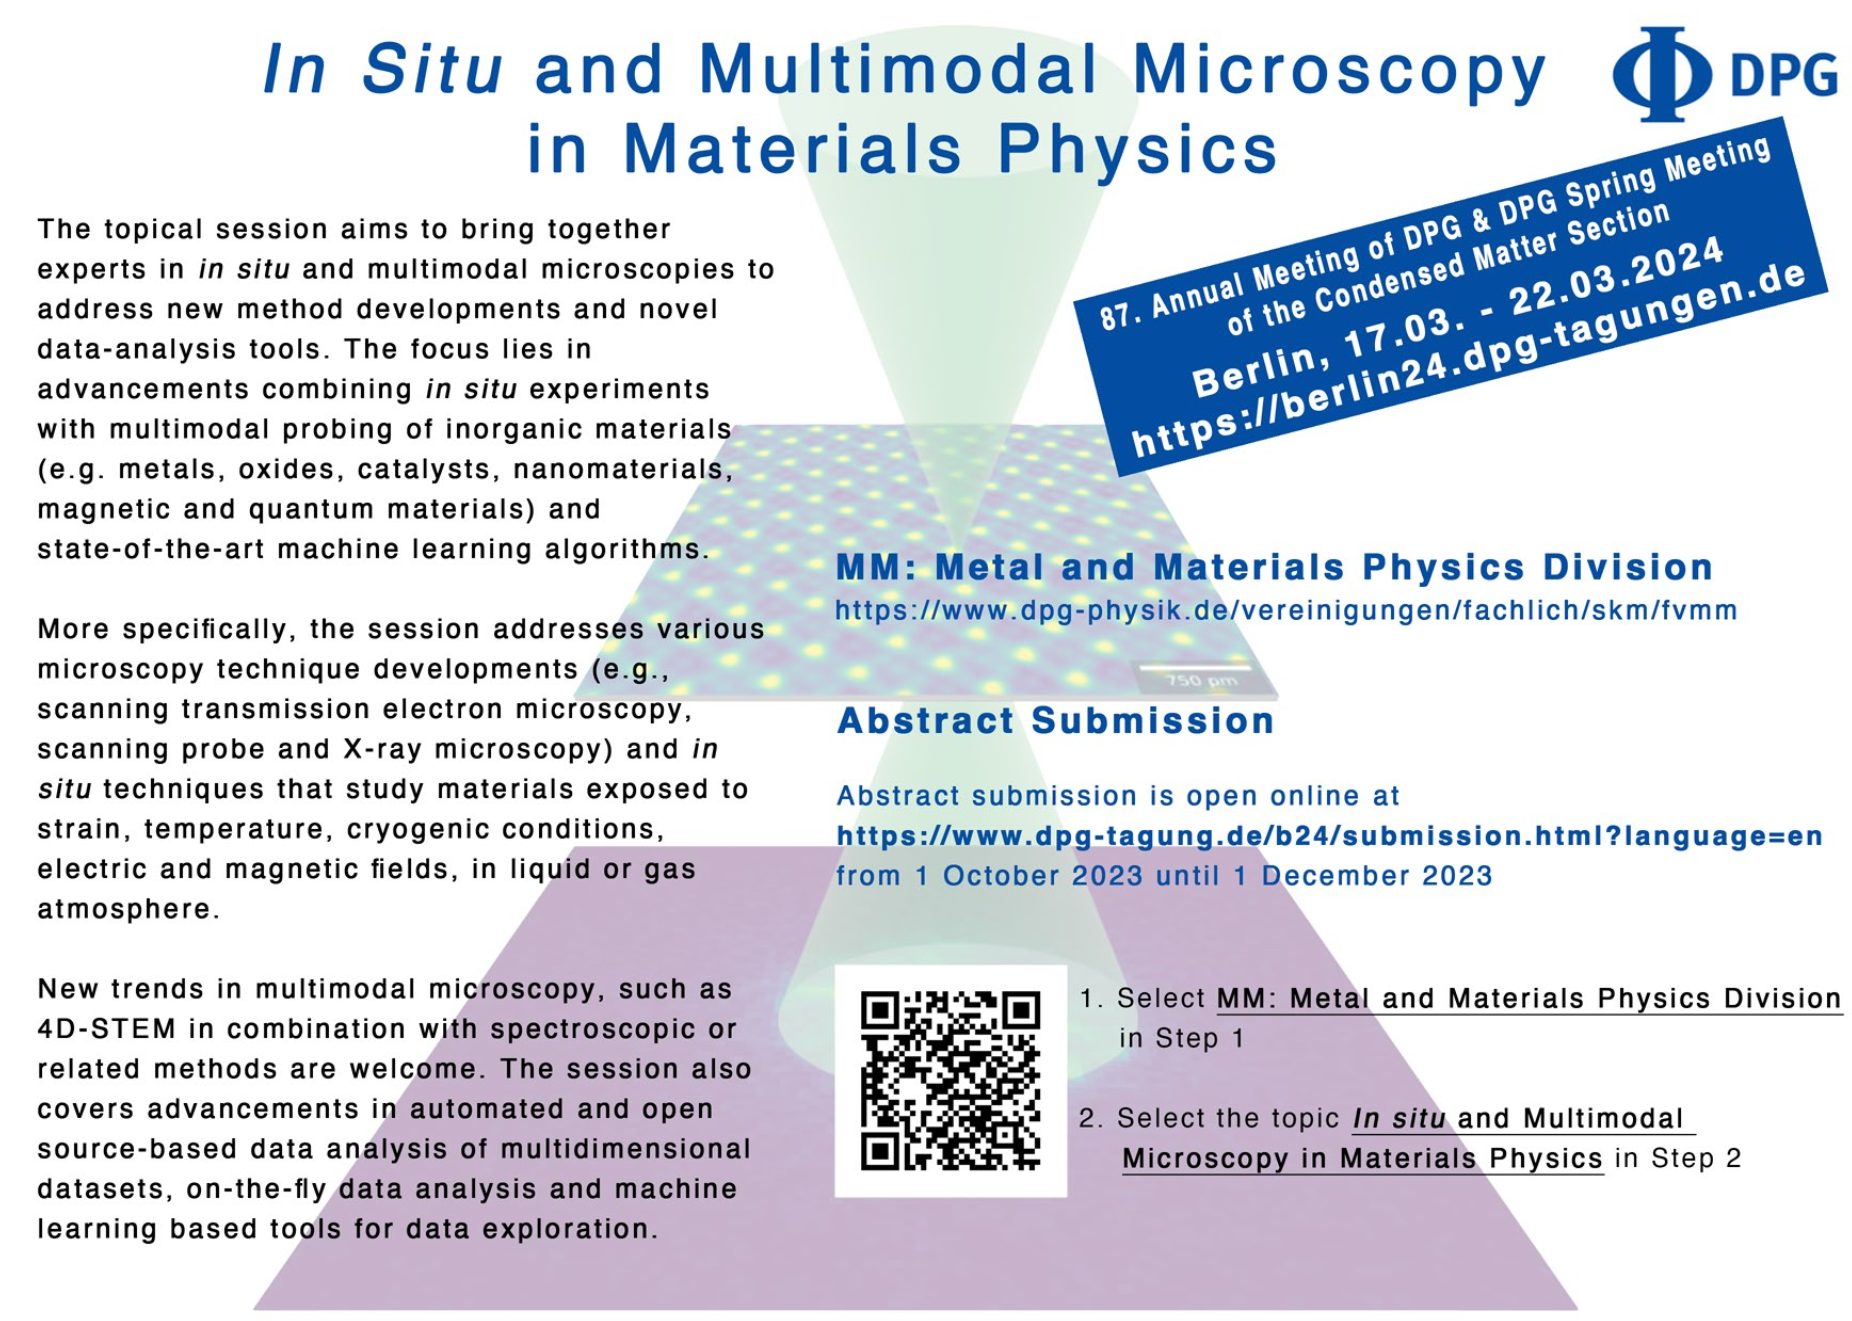 In Situ and Multimodal Microscopy
in Materials Physics
DPG
87. Annual Meeting of DPG & DPG Spring Meeting
of the Condensed Matter Section
Berlin, 17.03. - 22.03.2024
https://berlin24.dpg-tagungen.de
The topical session aims to bring together
experts in in situ and multimodal microscopies to
address new method developments and novel
data-analysis tools. The focus lies in
advancements combining in situ experiments
with multimodal probing of inorganic materials
(e.g. metals, oxides, catalysts, nanomaterials,
magnetic and quantum materials) and
state-of-the-art machine learning algorithms.
More specifically, the session addresses various
microscopy technique developments (e.g.,
scanning transmission electron microscopy,
scanning probe and X-ray microscopy) and in
situ techniques that study materials exposed to
strain, temperature, cryogenic conditions,
electric and magnetic fields, in liquid or gas
atmosphere.
New trends in multimodal microscopy, such as
4D-STEM in combination with spectroscopic or
related methods are welcome. The session also
covers advancements in automated and open
source-based data analysis of multidimensional
datasets, on-the-fly data analysis and machine
learning based tools for data exploration.
MM: Metal and Materials Physics Division
https://www.dpg-physik.de/vereinigungen/fachlich/skm/fvmm
750 pm
Abstract Submission
Abstract submission is open online at
https://www.dpg-tagung.de/b24/submission.html?language=en
from 1 October 2023 until 1 December 2023
1. Select MM: Metal and Materials Physics Division
in Step 1
2. Select the topic In situ and Multimodal
Microscopy in Materials Physics in Step 2